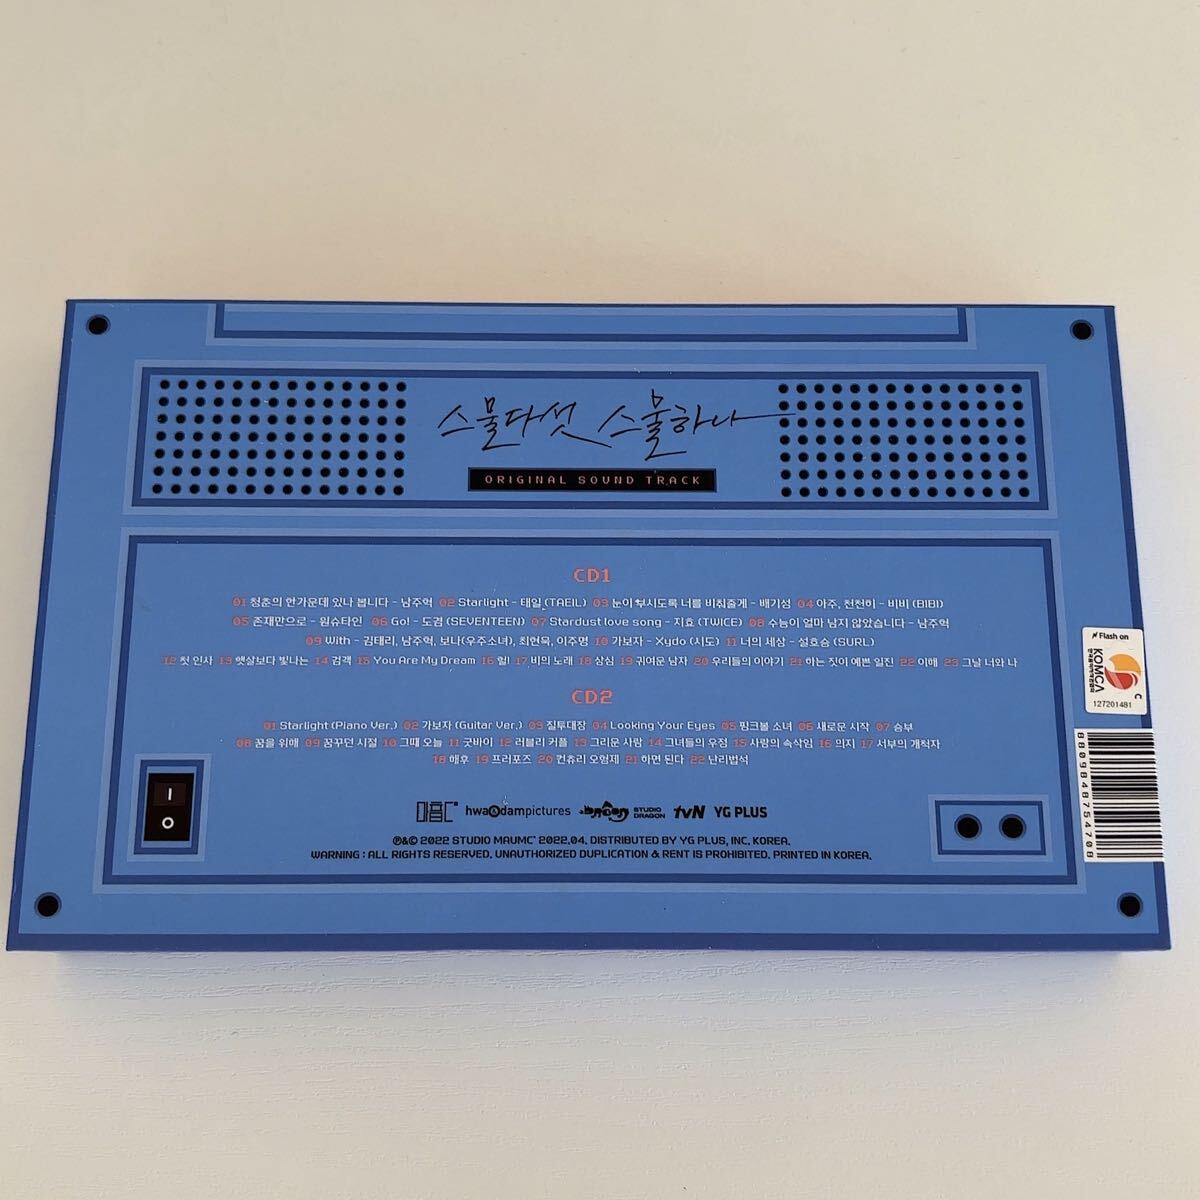 스물다섯 스물하나
ORIGINAL SOUND TRACK
CD1
01 청춘의 한가운데 있나 봅니다 - 남주혁 02 Starlight - 태일 (TAEIL) 03 눈이 부시도록 너를 비춰줄게 - 배기성 04 아주, 천천히 - 비비 (BIBI)
05 존재만으로 - 원슈타인 06 Go! - 도겸 (SEVENTEEN) 07 Stardust love song - 지효 (TWICE) 08 수능이 얼마 남지 않았습니다 - 남주혁
09 With - 김태리, 남주혁, 보나(우주소녀), 최현욱, 이주명 10 가보자 - Xydo (시도) 11 너의 세상 - 설호승 (SURL)
12 첫 인사 13 햇살보다 빛나는 14 검객 15 You Are My Dream 16 힐! 17 비의 노래 18 상심 19 귀여운 남자 20 우리들의 이야기 21 하는 짓이 예쁜 일진 22 이해 23 그날 너와 나
CD2
01 Starlight (Piano Ver.) 02 가보자 (Guitar Ver.) 03 질투대장 04 Looking Your Eyes 05 핑크볼 소녀 06 새로운 시작 07 승부
08 꿈을 위해 09 꿈꾸던 시절 10 그때 오늘 11 굿바이 12 러블리 커플 13 그리운 사람 14 그녀들의 우정 15 사랑의 속삭임 16 의지 17 서부의 개척자
18 해후 19 프러포즈 20 컨츄리 오형제 21 하면 된다 22 난리법석
hwa&dampictures STUDIO DRAGON tvN YG PLUS
℗&© 2022 STUDIO MAUMC' 2022.04. DISTRIBUTED BY YG PLUS, INC. KOREA.
WARNING : ALL RIGHTS RESERVED. UNAUTHORIZED DUPLICATION & RENT IS PROHIBITED. PRINTED IN KOREA.
Flash on
KOMCA
한국음악저작권협회
C
127201481
8809848754708